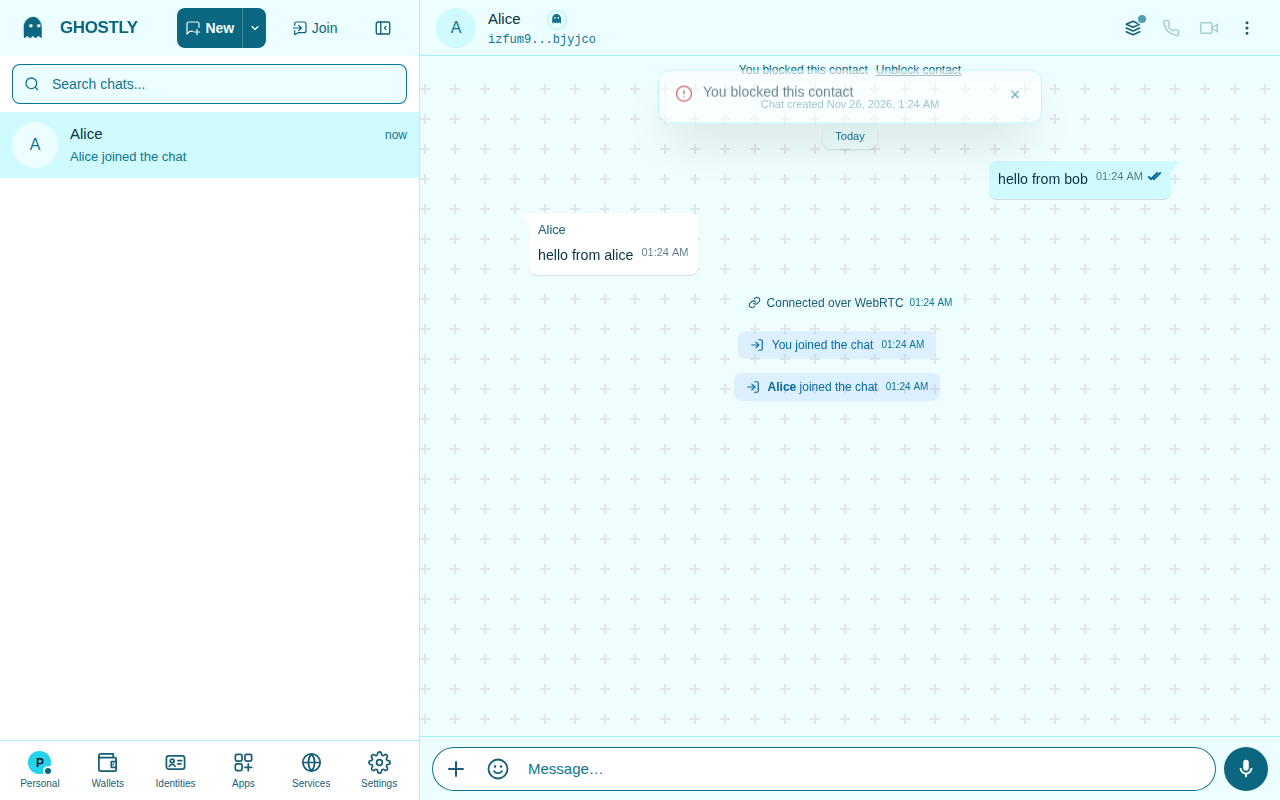 GHOSTLY
New
Join
Search chats...
A
Alice
now
Alice joined the chat
P
Personal
Wallets
Identities
Apps
Services
Settings
A
Alice
izfum9...bjyjco
You blocked this contact Unblock contact
You blocked this contact
Chat created Nov 26, 2026, 1:24 AM
Today
hello from bob 01:24 AM
Alice
hello from alice 01:24 AM
Connected over WebRTC 01:24 AM
You joined the chat 01:24 AM
Alice joined the chat 01:24 AM
Message…